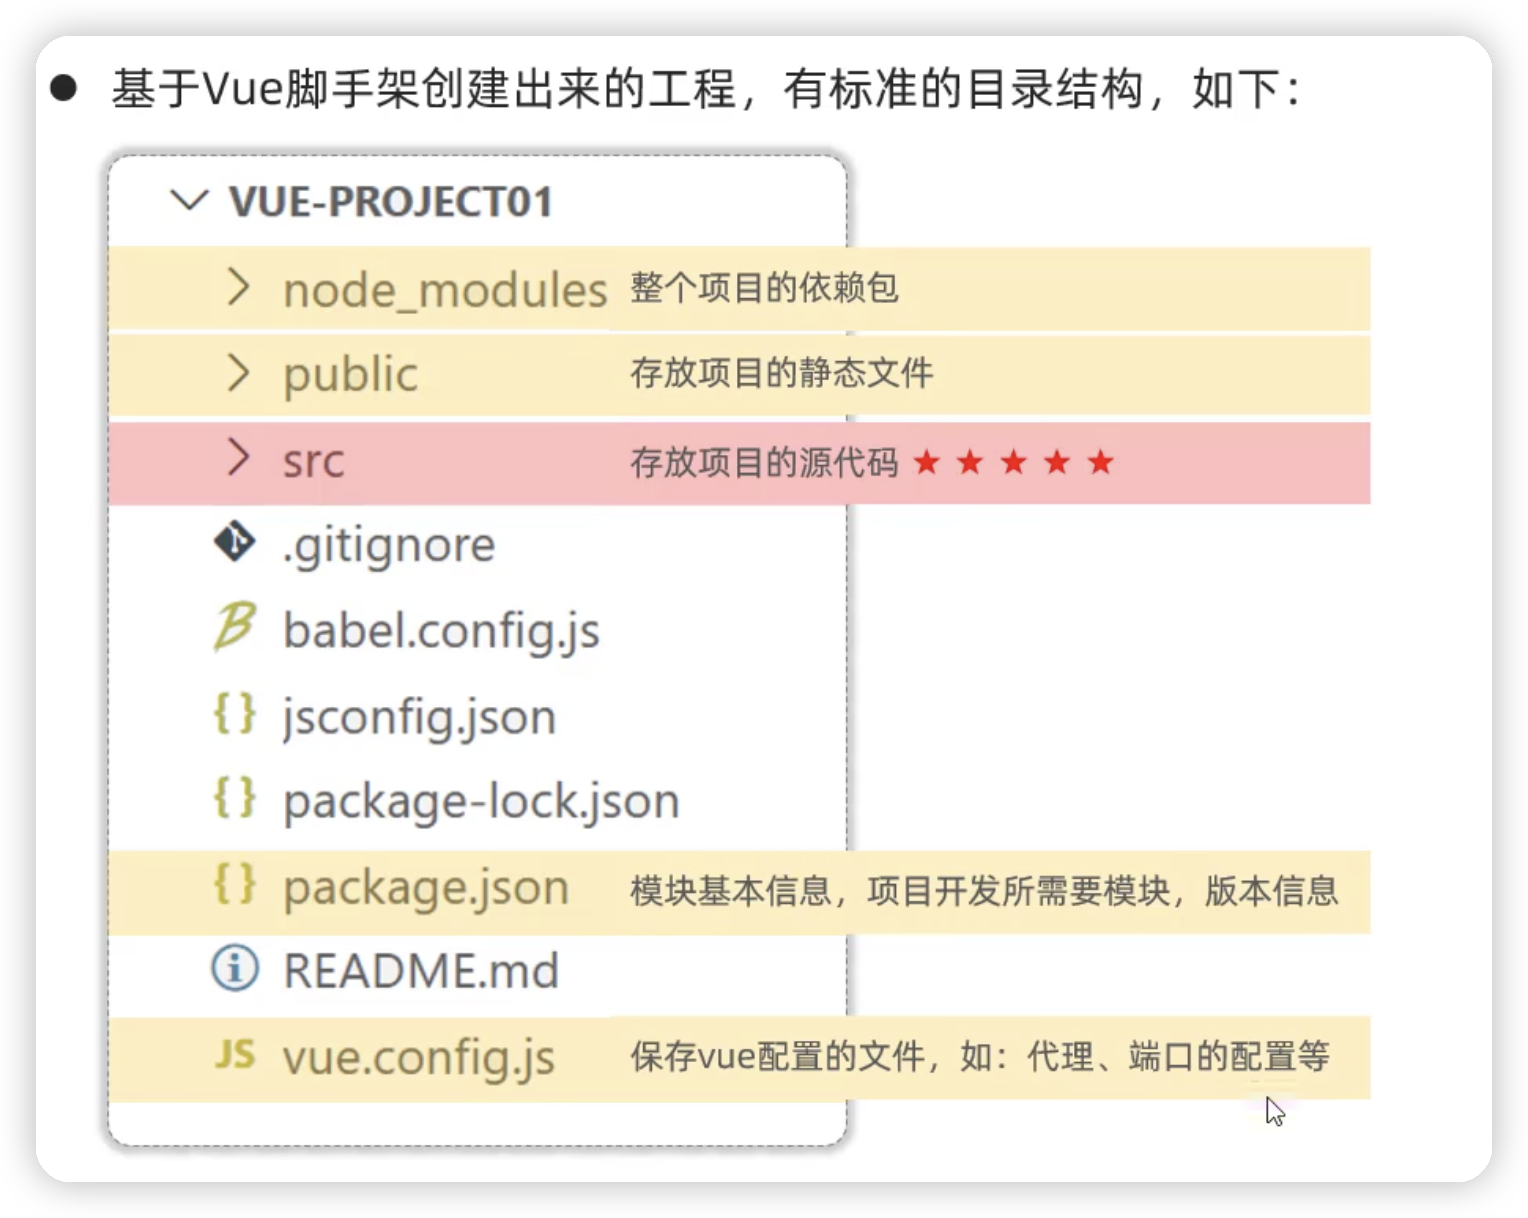 ● 基于Vue脚手架创建出来的工程，有标准的目录结构，如下：
VUE-PROJECT01
node_modules 整个项目的依赖包
public 存放项目的静态文件
src 存放项目的源代码 ★ ★ ★ ★ ★
.gitignore
babel.config.js
{} jsconfig.json
{} package-lock.json
{} package.json 模块基本信息，项目开发所需要模块，版本信息
README.md
JS vue.config.js 保存vue配置的文件，如：代理、端口的配置等